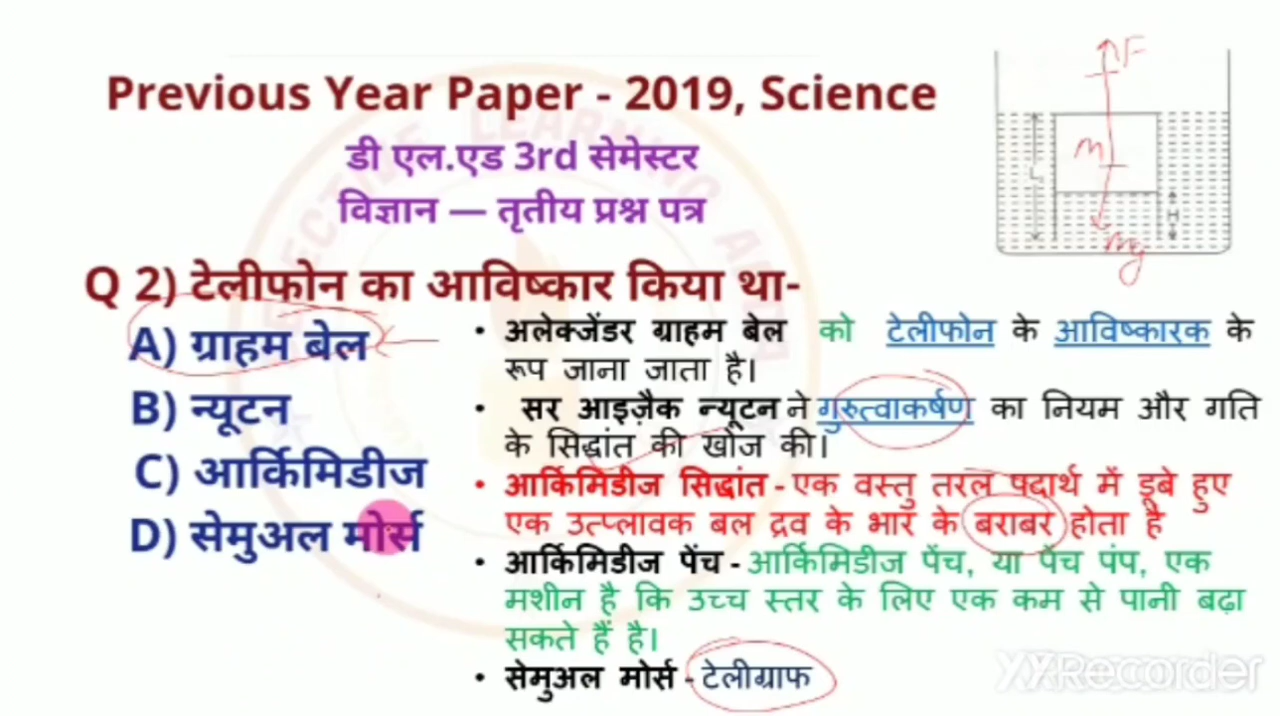 Previous Year Paper - 2019, Science
डी एल.एड 3rd सेमेस्टर
विज्ञान — तृतीय प्रश्न पत्र
Q 2) टेलीफोन का आविष्कार किया था-
A) ग्राहम बेल
B) न्यूटन
C) आर्किमिडीज
D) सेमुअल मोर्स
• अलेक्जेंडर ग्राहम बेल को टेलीफोन के आविष्कारक के
रूप जाना जाता है।
• सर आइज़ैक न्यूटन ने गुरुत्वाकर्षण का नियम और गति
के सिद्धांत की खोज की।
• आर्किमिडीज सिद्धांत - एक वस्तु तरल पदार्थ में डूबे हुए
एक उत्प्लावक बल द्रव के भार के बराबर होता है
• आर्किमिडीज पेंच - आर्किमिडीज पेंच, या पेंच पंप, एक
मशीन है कि उच्च स्तर के लिए एक कम से पानी बढ़ा
सकते हैं है।
• सेमुअल मोर्स - टेलीग्राफ
F
m
L
H
mg
XXRecorder